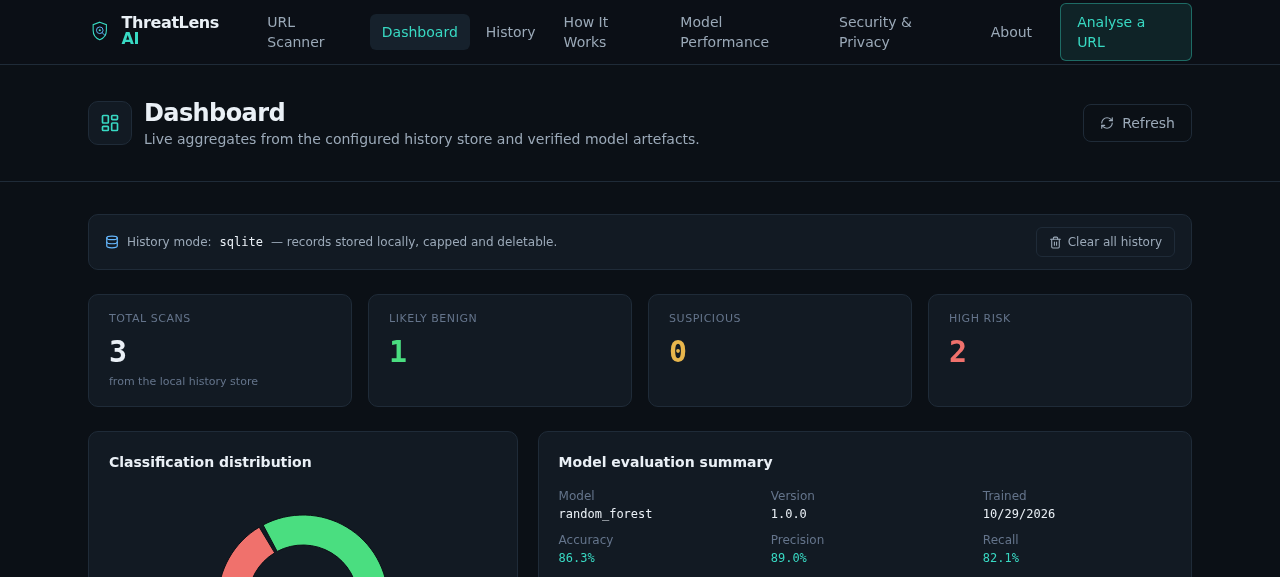 ThreatLens
AI
URL
Scanner
Dashboard
History
How It
Works
Model
Performance
Security &
Privacy
About
Analyse a
URL
Dashboard
Live aggregates from the configured history store and verified model artefacts.
Refresh
History mode: sqlite — records stored locally, capped and deletable.
Clear all history
TOTAL SCANS
3
from the local history store
LIKELY BENIGN
1
SUSPICIOUS
0
HIGH RISK
2
Classification distribution
Model evaluation summary
Model
random_forest
Version
1.0.0
Trained
10/29/2026
Accuracy
86.3%
Precision
89.0%
Recall
82.1%